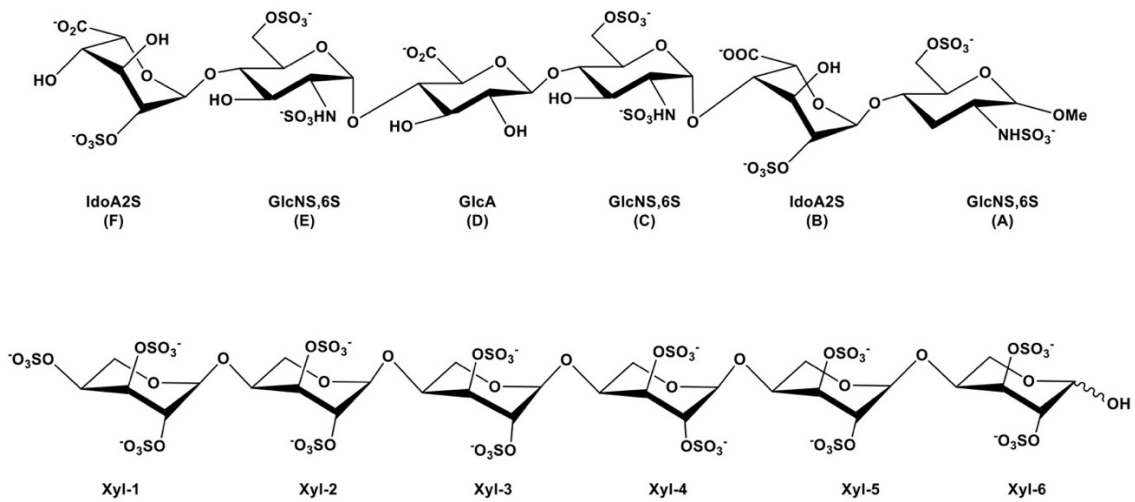 OSO₃⁻ OSO₃⁻
⁻O₂C OH O ⁻O₂C O ⁻OOC OSO₃⁻
HO O O O O OH O O
HO ⁻SO₃HN O HO ⁻SO₃HN O O OMe
⁻O₃SO HO OH ⁻O₃SO NHSO₃⁻
IdoA2S GlcNS,6S GlcA GlcNS,6S IdoA2S GlcNS,6S
(F) (E) (D) (C) (B) (A)
⁻O₃SO OSO₃⁻ O OSO₃⁻ O OSO₃⁻ O OSO₃⁻ O OSO₃⁻ O OSO₃⁻
O O O O O O OH
⁻O₃SO ⁻O₃SO ⁻O₃SO OSO₃⁻ ⁻O₃SO ⁻O₃SO
Xyl-1 Xyl-2 Xyl-3 Xyl-4 Xyl-5 Xyl-6